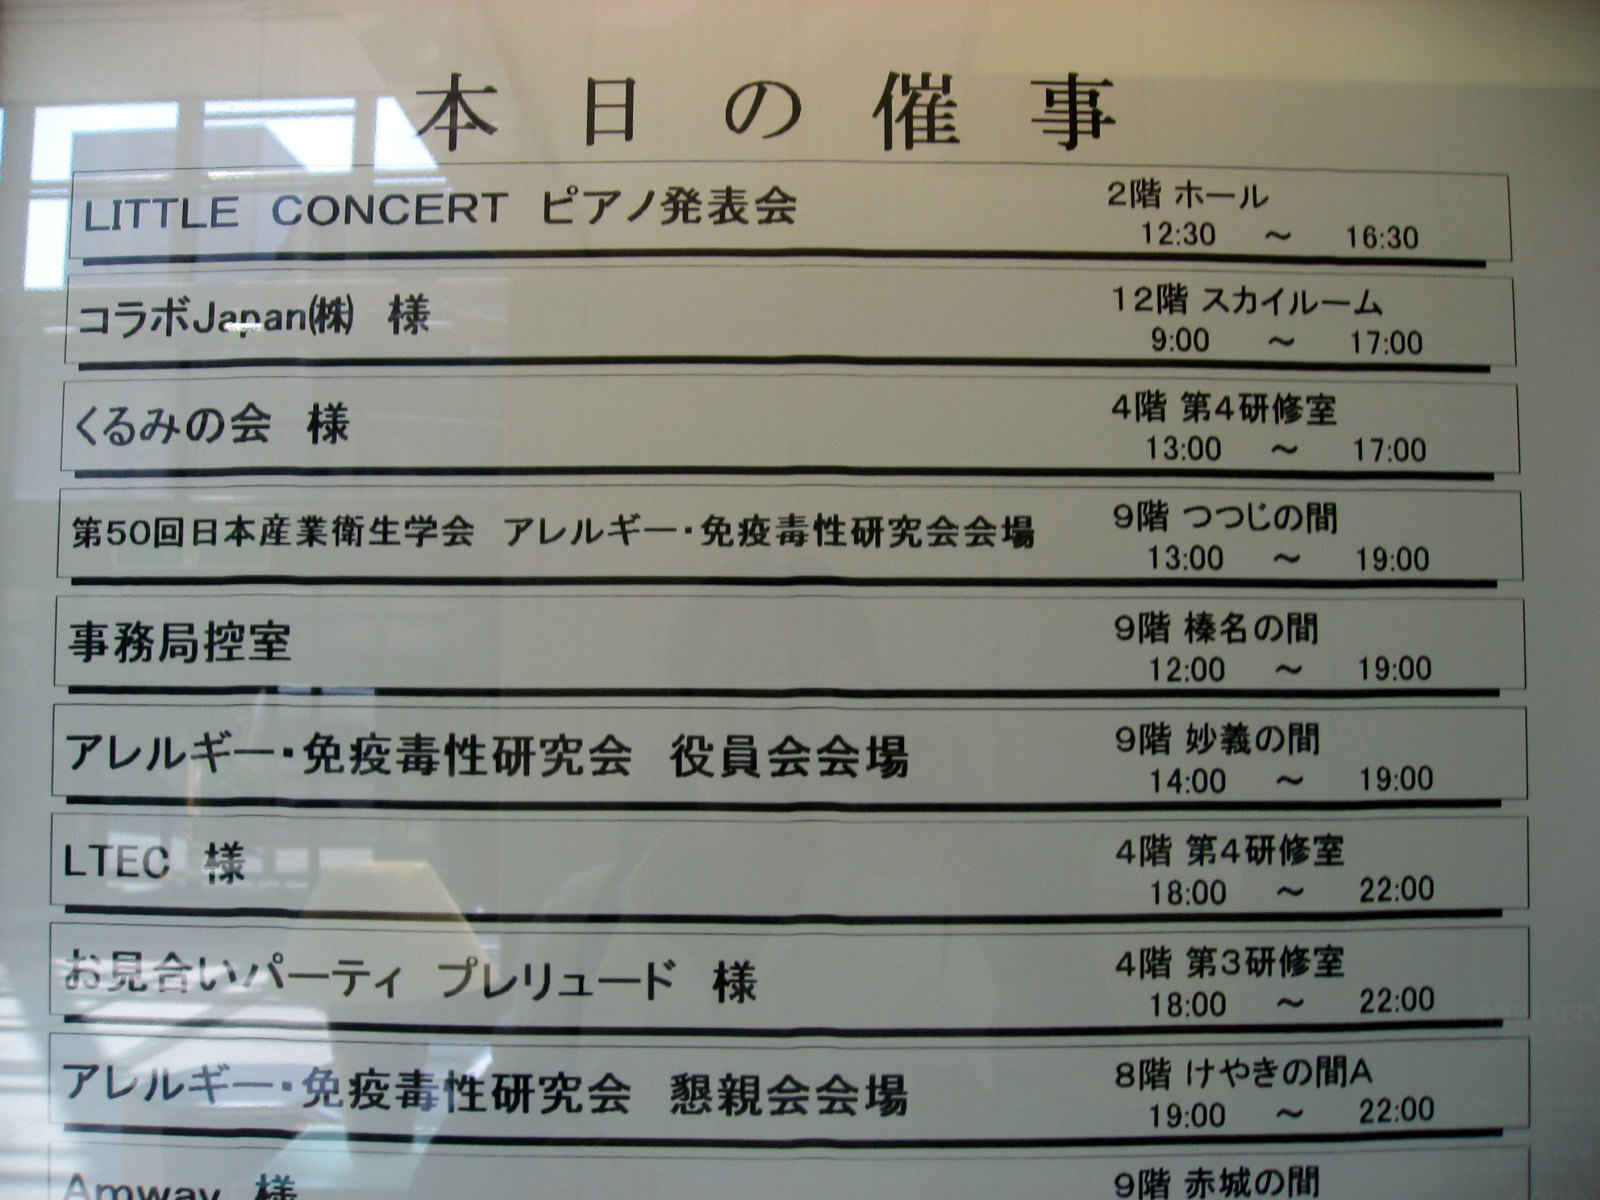 本日の催事
LITTLE CONCERT ピアノ発表会
2階 ホール
12:30 ～ 16:30
コラボJapan㈱ 様
12階 スカイルーム
9:00 ～ 17:00
くるみの会 様
4階 第4研修室
13:00 ～ 17:00
第50回日本産業衛生学会 アレルギー・免疫毒性研究会会場
9階 つつじの間
13:00 ～ 19:00
事務局控室
9階 榛名の間
12:00 ～ 19:00
アレルギー・免疫毒性研究会 役員会会場
9階 妙義の間
14:00 ～ 19:00
LTEC 様
4階 第4研修室
18:00 ～ 22:00
お見合いパーティ プレリュード 様
4階 第3研修室
18:00 ～ 22:00
アレルギー・免疫毒性研究会 懇親会会場
8階 けやきの間A
19:00 ～ 22:00
Amway 様
9階 赤城の間